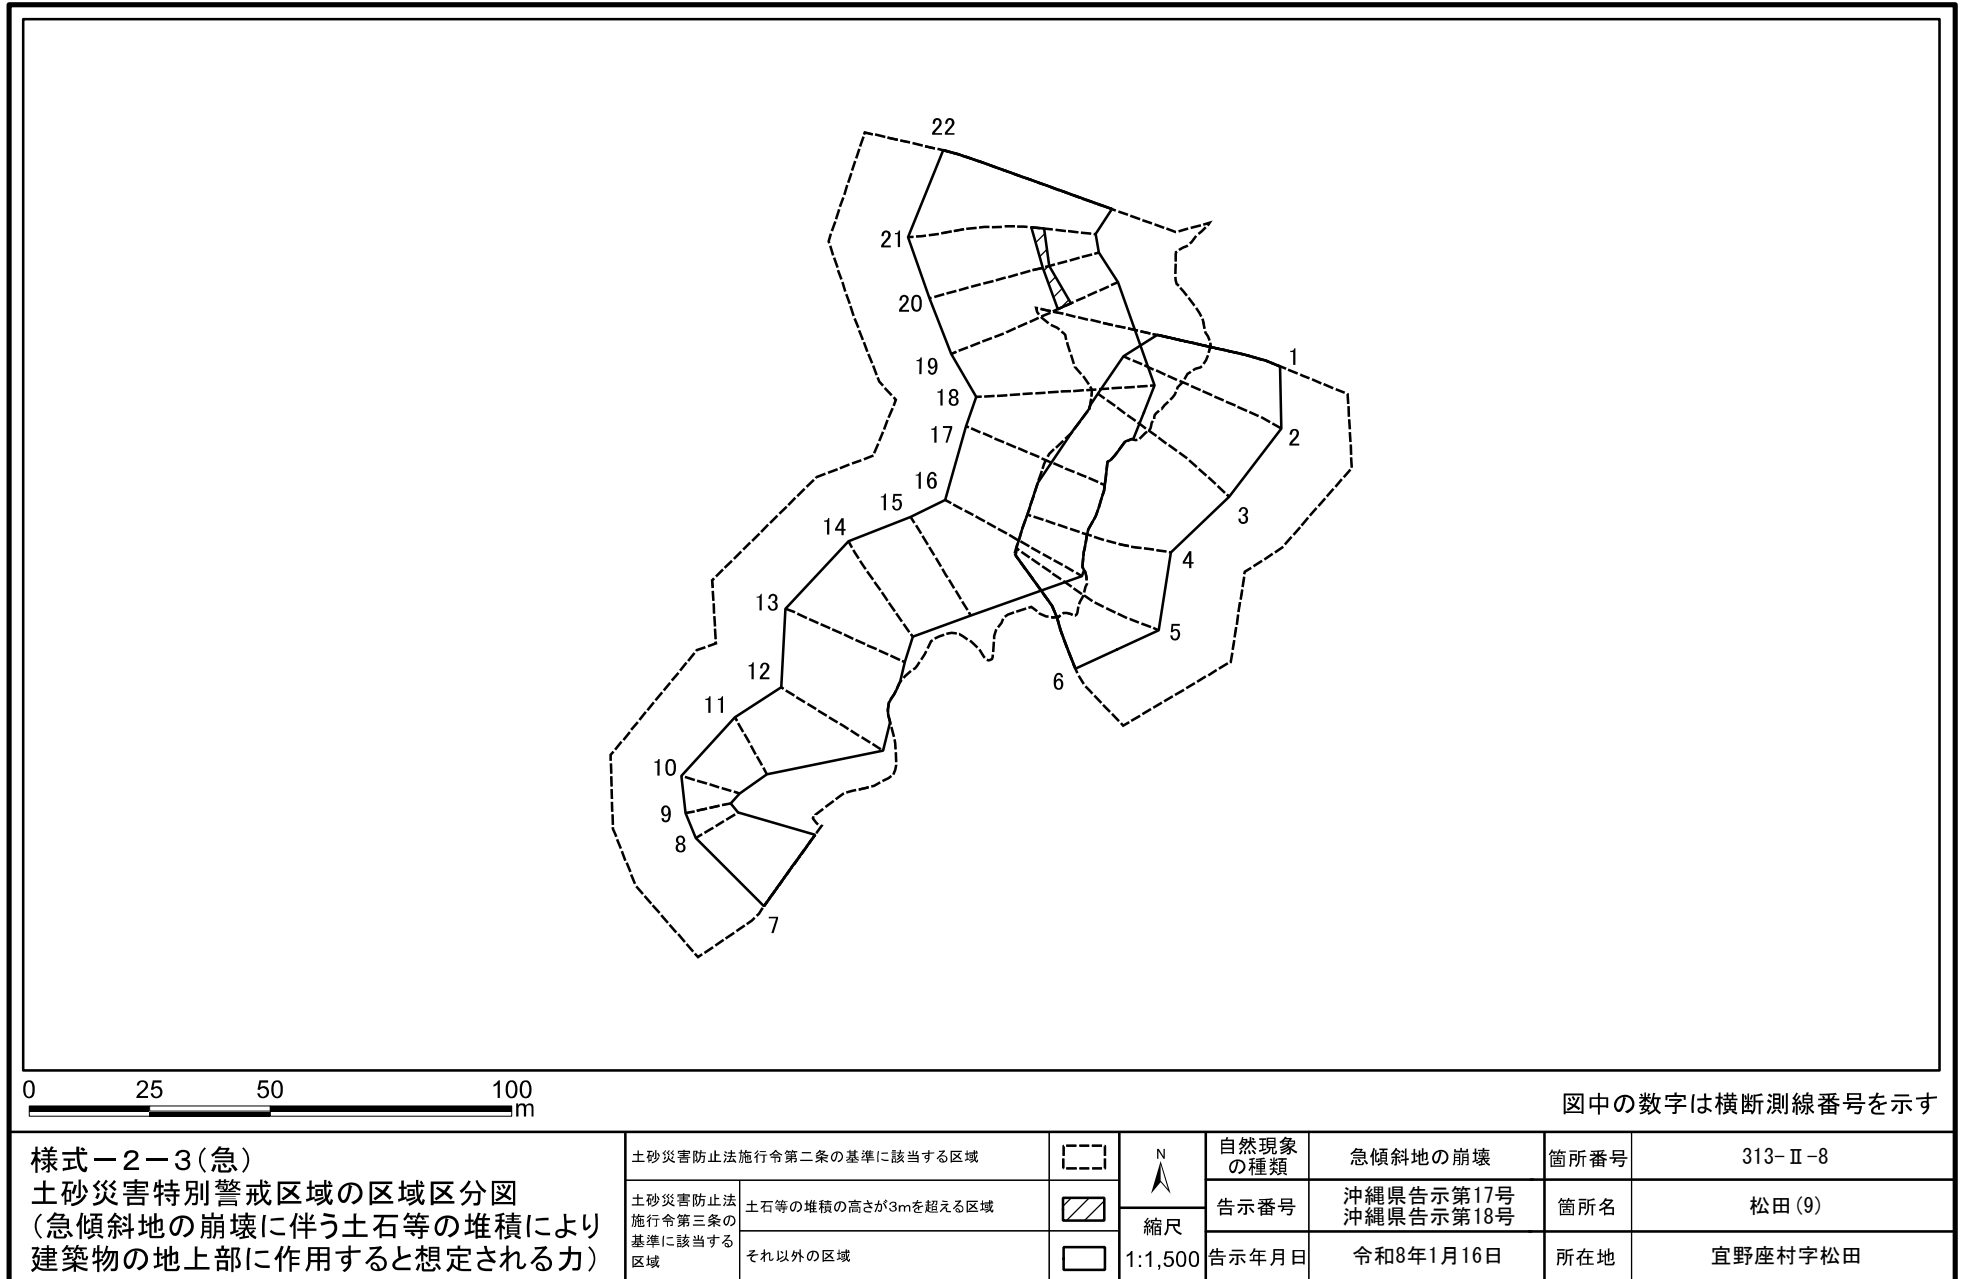 22
21
20
19
18
17
16
15
14
13
12
11
10
9
8
7
1
2
3
4
5
6
0 25 50 100
m
図中の数字は横断測線番号を示す
様式－２－３（急）
土砂災害特別警戒区域の区域区分図
（急傾斜地の崩壊に伴う土石等の堆積により
建築物の地上部に作用すると想定される力）
土砂災害防止法施行令第二条の基準に該当する区域
土砂災害防止法
施行令第三条の
基準に該当する
区域
土石等の堆積の高さが3mを超える区域
それ以外の区域
N
縮尺
1:1,500
自然現象
の種類
急傾斜地の崩壊
箇所番号
313-Ⅱ-8
告示番号
沖縄県告示第17号
沖縄県告示第18号
箇所名
松田(9)
告示年月日
令和8年1月16日
所在地
宜野座村字松田